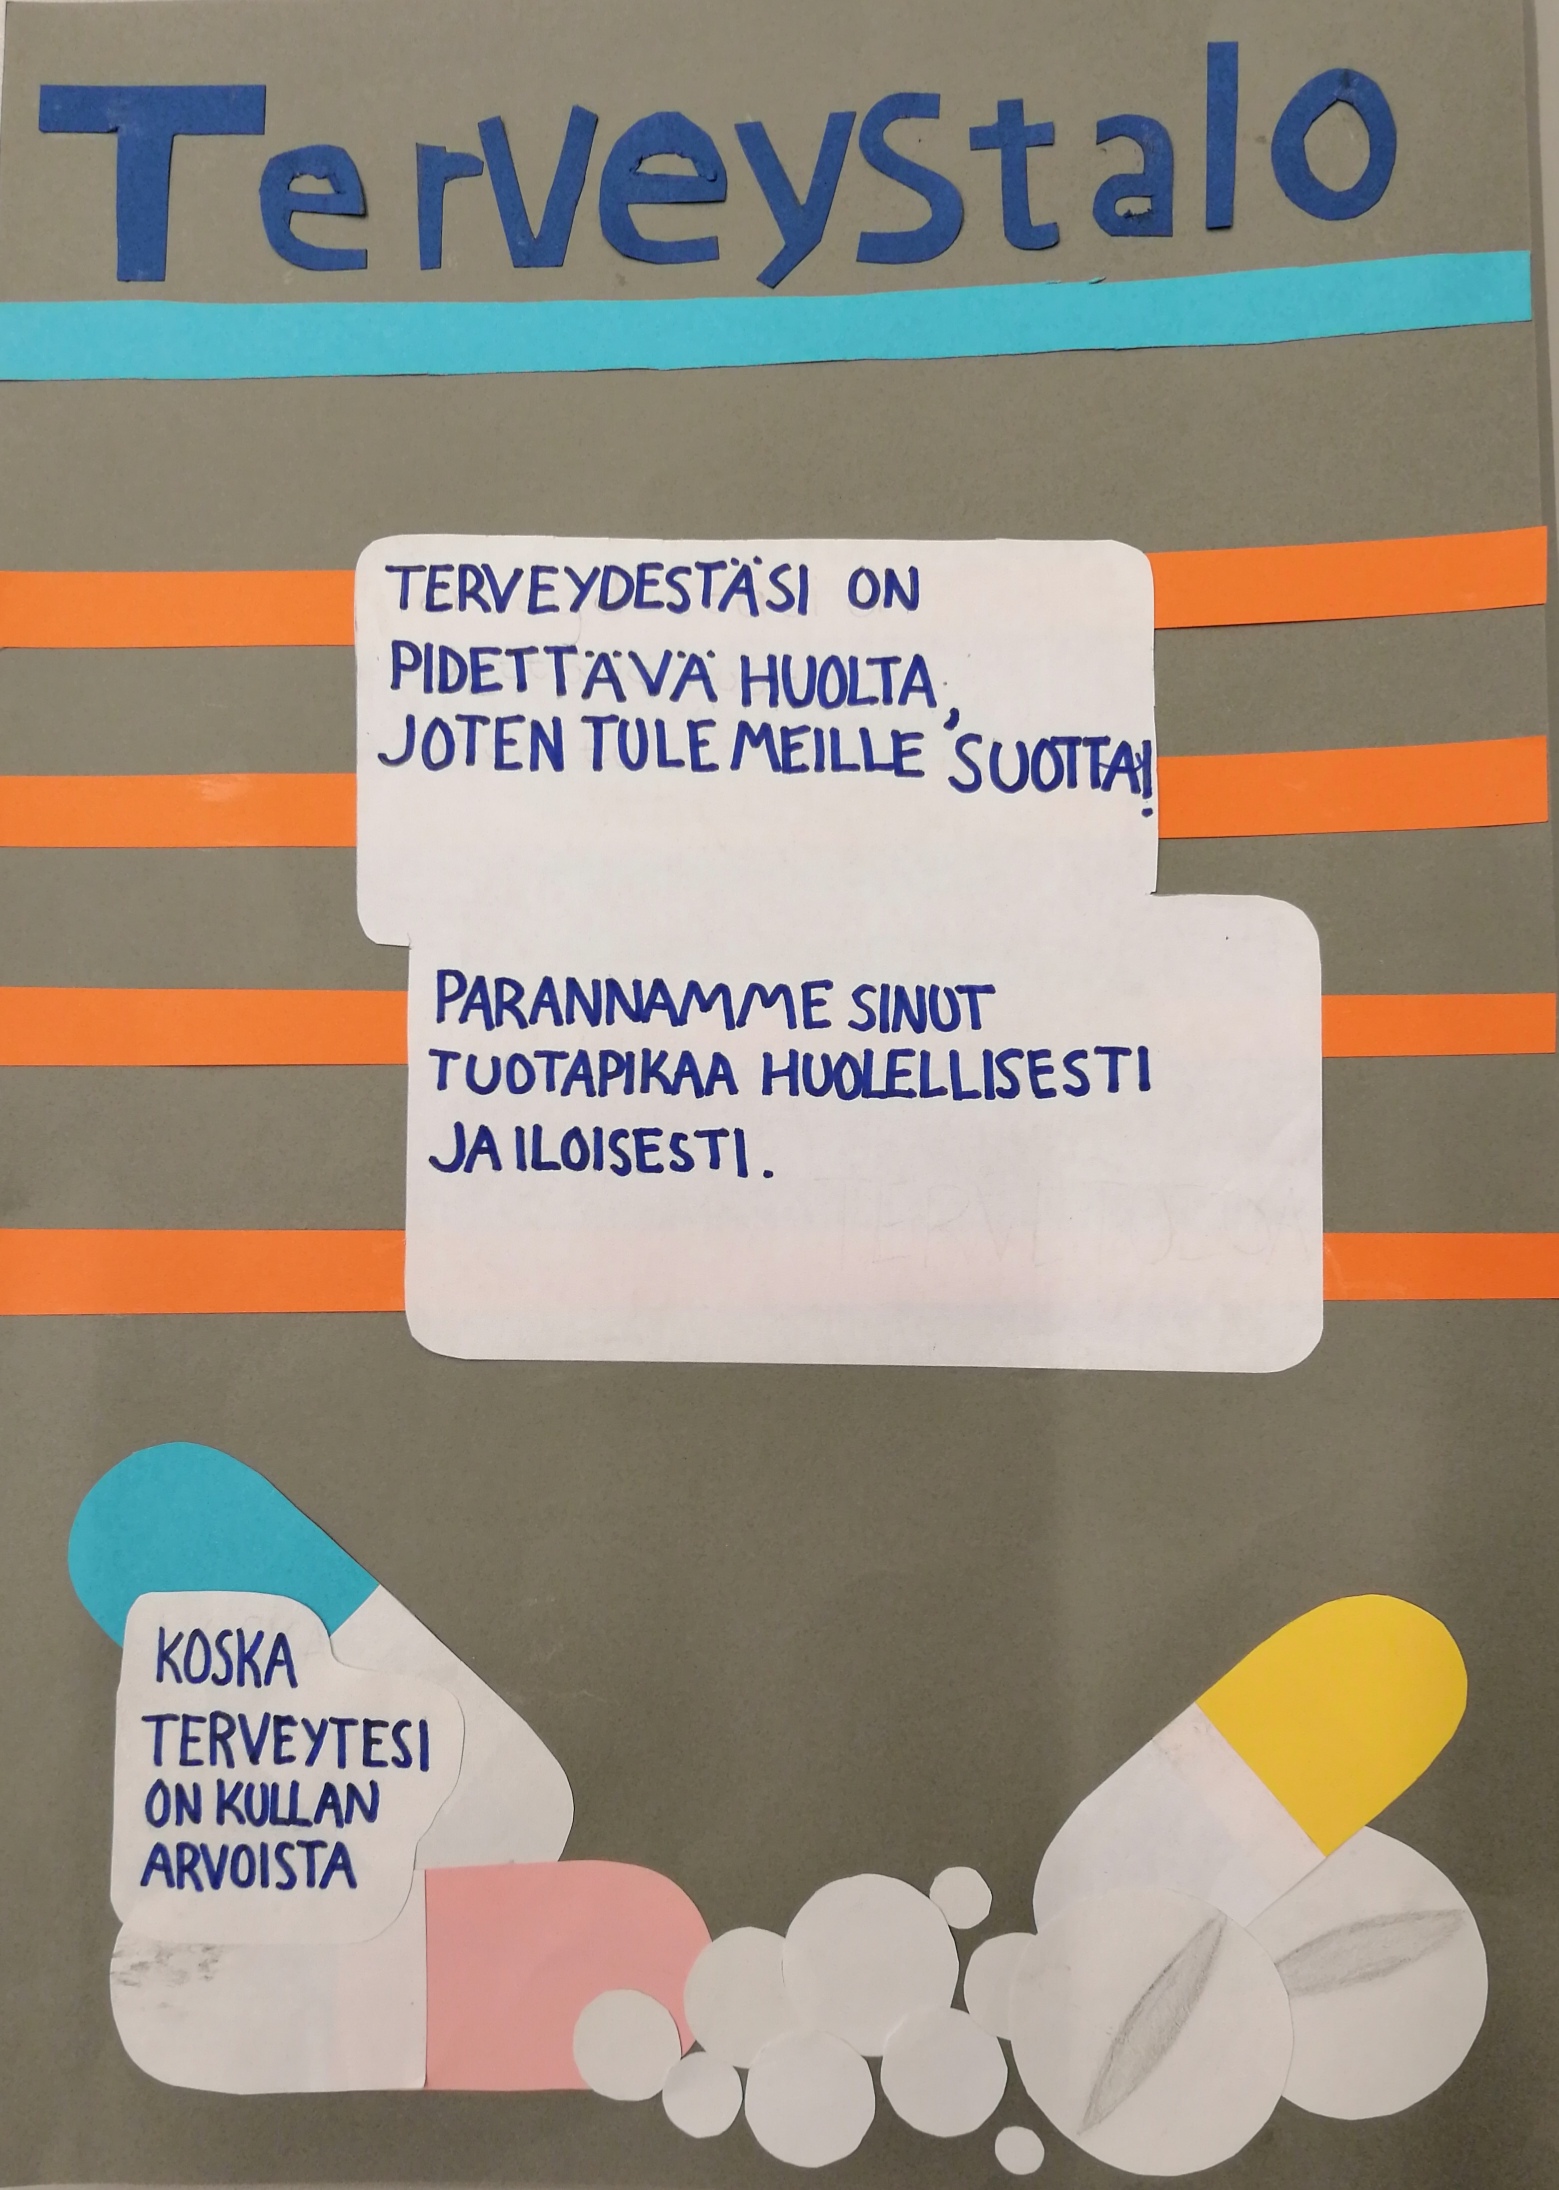 Terveystalo
TERVEYDESTÄSI ON
PIDETTÄVÄ HUOLTA,
JOTEN TULE MEILLE SUOTTA!
PARANNAMME SINUT
TUOTAPIKAA HUOLELLISESTI
JA ILOISESTI.
KOSKA
TERVEYTESI
ON KULLAN
ARVOISTA